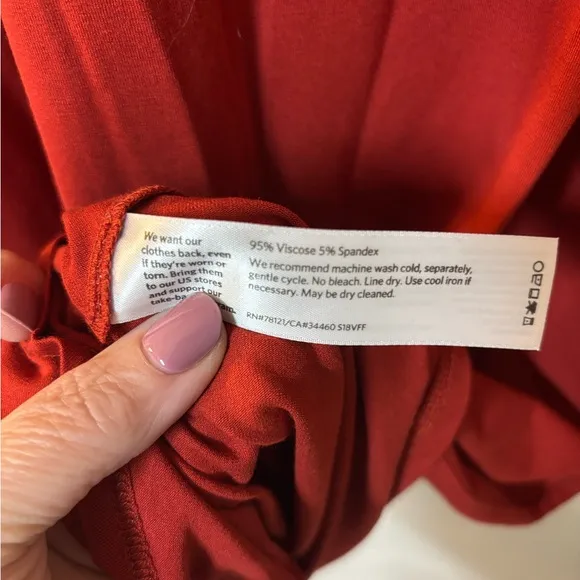 We want our
clothes back, even
if they're worn or
torn. Bring them
to our US stores
and support our
take-ba
95% Viscose 5% Spandex
We recommend machine wash cold, separately,
gentle cycle. No bleach. Line dry. Use cool iron if
necessary. May be dry cleaned.
RN#78121/CA#34460 S18VFF